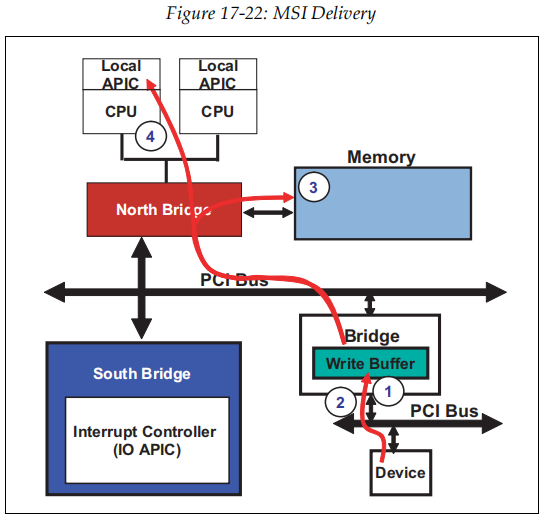 Figure 17-22: MSI Delivery
Local
APIC
CPU
Local
APIC
CPU
4
Memory
3
North Bridge
PCI Bus
Bridge
Write Buffer
1
2
PCI Bus
Device
South Bridge
Interrupt Controller
(IO APIC)